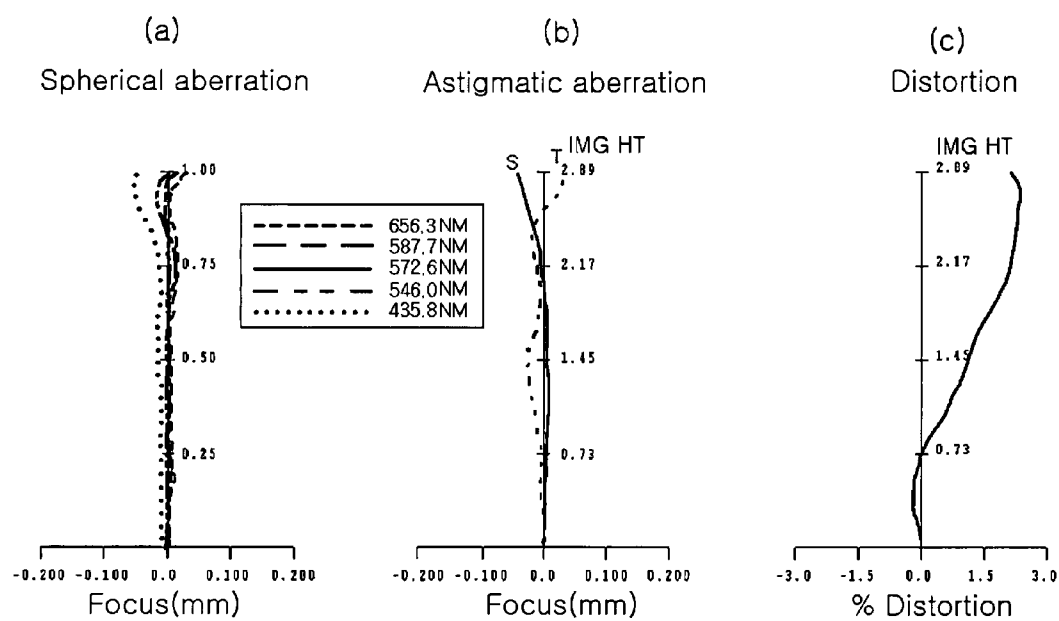 (a)
Spherical aberration
1.00
0.75
0.50
0.25
-0.200 -0.100 0.0 0.100 0.200
Focus(mm)
656.3NM
587.7NM
572.6NM
546.0NM
435.8NM
(b)
Astigmatic aberration
S T IMG HT
2.89
2.17
1.45
0.73
-0.200 -0.100 0.0 0.100 0.200
Focus(mm)
(c)
Distortion
IMG HT
2.89
2.17
1.45
0.73
-3.0 -1.5 0.0 1.5 3.0
% Distortion